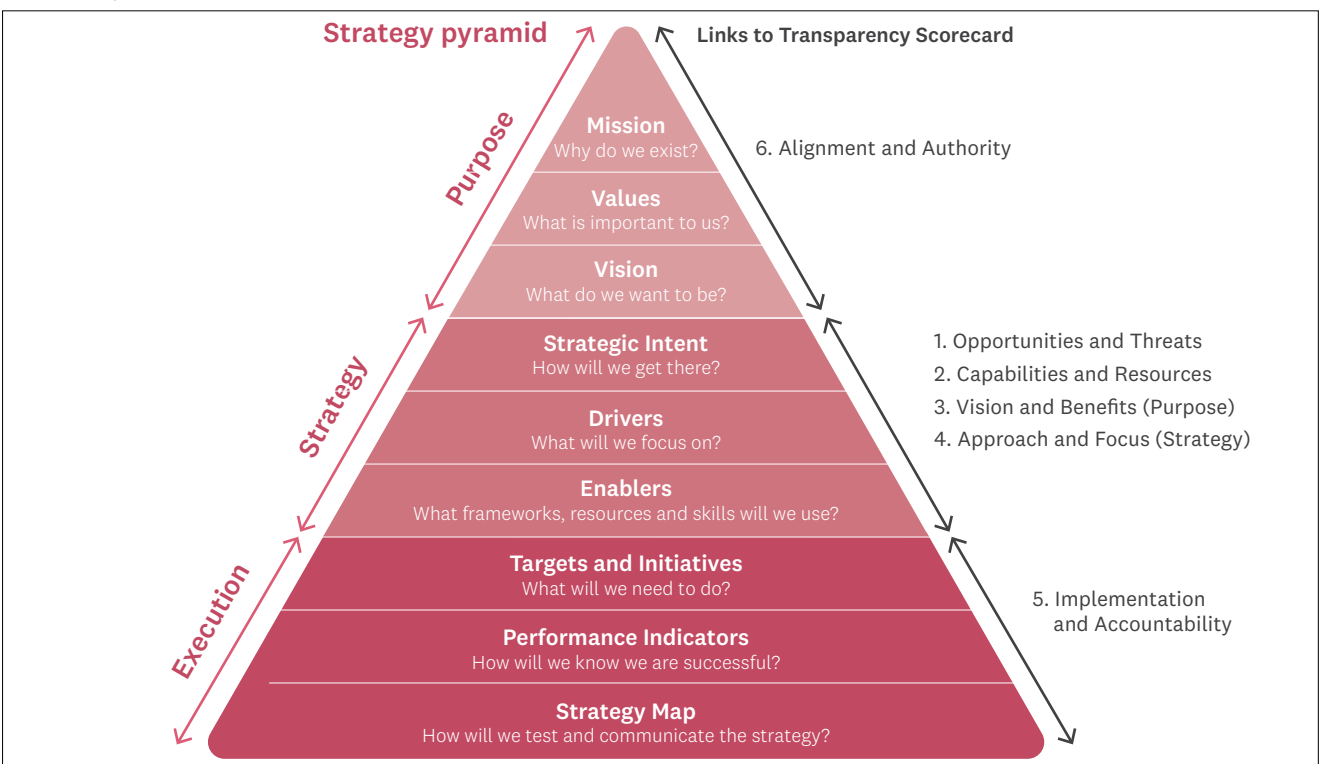 Strategy pyramid
Links to Transparency Scorecard
Purpose
Mission
Why do we exist?
6. Alignment and Authority
Values
What is important to us?
Vision
What do we want to be?
Strategy
Strategic Intent
How will we get there?
1. Opportunities and Threats
2. Capabilities and Resources
3. Vision and Benefits (Purpose)
4. Approach and Focus (Strategy)
Drivers
What will we focus on?
Enablers
What frameworks, resources and skills will we use?
Execution
Targets and Initiatives
What will we need to do?
5. Implementation
and Accountability
Performance Indicators
How will we know we are successful?
Strategy Map
How will we test and communicate the strategy?